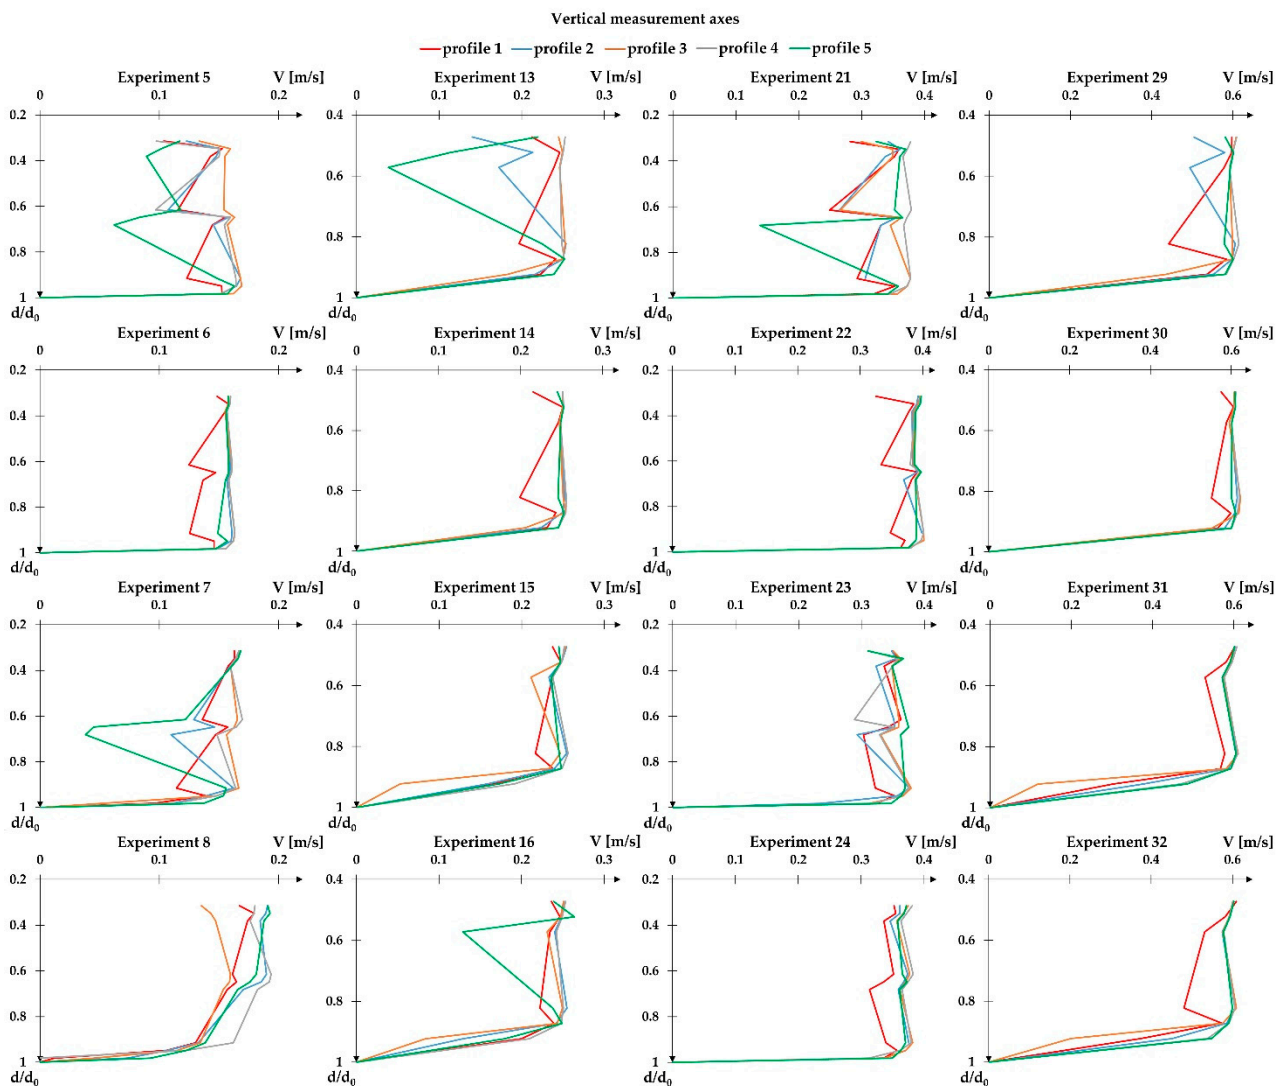 Vertical measurement axes
profile 1 profile 2 profile 3 profile 4 profile 5
Experiment 5 V [m/s] Experiment 13 V [m/s] Experiment 21 V [m/s] Experiment 29 V [m/s]
0 0.1 0.2 0 0.1 0.2 0.3 0 0.1 0.2 0.3 0.4 0 0.2 0.4 0.6
0.2 0.4 0.2 0.4
0.4 0.6 0.4 0.6
0.6 0.6
0.8 0.8 0.8 0.8
1 1 1 1
d/d0 d/d0 d/d0 d/d0
Experiment 6 V [m/s] Experiment 14 V [m/s] Experiment 22 V [m/s] Experiment 30 V [m/s]
0 0.1 0.2 0 0.1 0.2 0.3 0 0.1 0.2 0.3 0.4 0 0.2 0.4 0.6
0.2 0.4 0.2 0.4
0.4 0.6 0.4 0.6
0.6 0.6
0.8 0.8 0.8 0.8
1 1 1 1
d/d0 d/d0 d/d0 d/d0
Experiment 7 V [m/s] Experiment 15 V [m/s] Experiment 23 V [m/s] Experiment 31 V [m/s]
0 0.1 0.2 0 0.1 0.2 0.3 0 0.1 0.2 0.3 0.4 0 0.2 0.4 0.6
0.2 0.4 0.2 0.4
0.4 0.6 0.4 0.6
0.6 0.6
0.8 0.8 0.8 0.8
1 1 1 1
d/d0 d/d0 d/d0 d/d0
Experiment 8 V [m/s] Experiment 16 V [m/s] Experiment 24 V [m/s] Experiment 32 V [m/s]
0 0.1 0.2 0 0.1 0.2 0.3 0 0.1 0.2 0.3 0.4 0 0.2 0.4 0.6
0.2 0.4 0.2 0.4
0.4 0.6 0.4 0.6
0.6 0.6
0.8 0.8 0.8 0.8
1 1 1 1
d/d0 d/d0 d/d0 d/d0